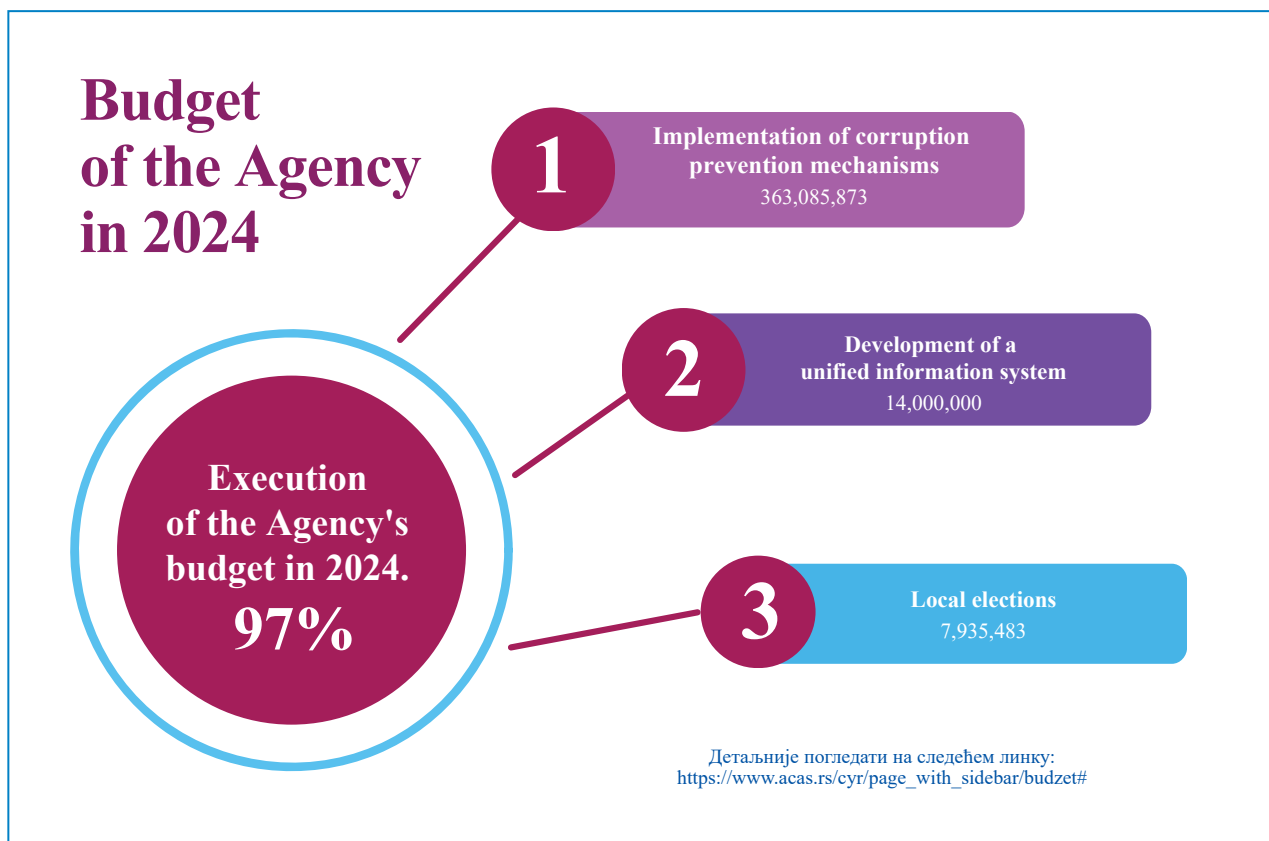 Budget
of the Agency
in 2024
1
Implementation of corruption
prevention mechanisms
363,085,873
2
Development of a
unified information system
14,000,000
Execution
of the Agency's
budget in 2024.
97%
3
Local elections
7,935,483
Детаљније погледати на следећем линку:
https://www.acas.rs/cyr/page_with_sidebar/budzet#